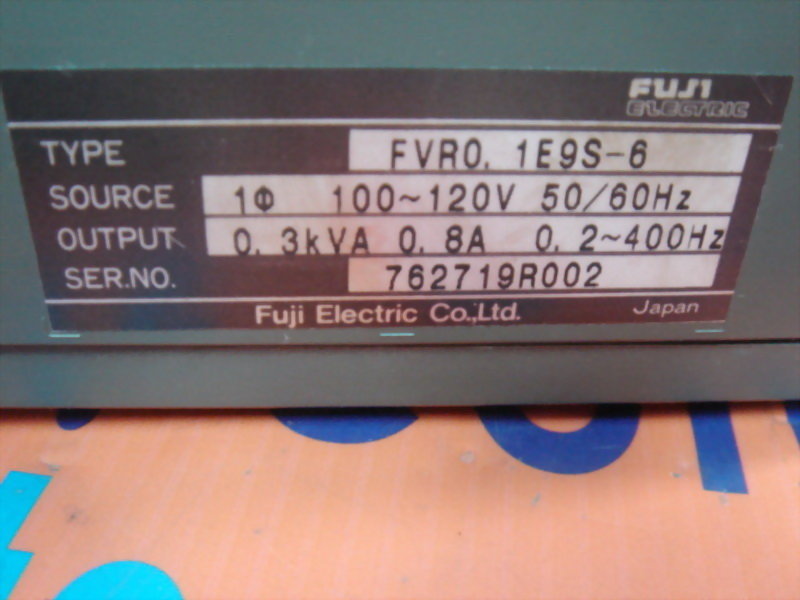 FUJI
ELECTRIC
TYPE FVR0. 1E9S-6
SOURCE 1Φ 100~120V 50/60Hz
OUTPUT 0. 3kVA 0. 8A 0. 2~400Hz
SER.NO. 762719R002
Fuji Electric Co.,Ltd. Japan